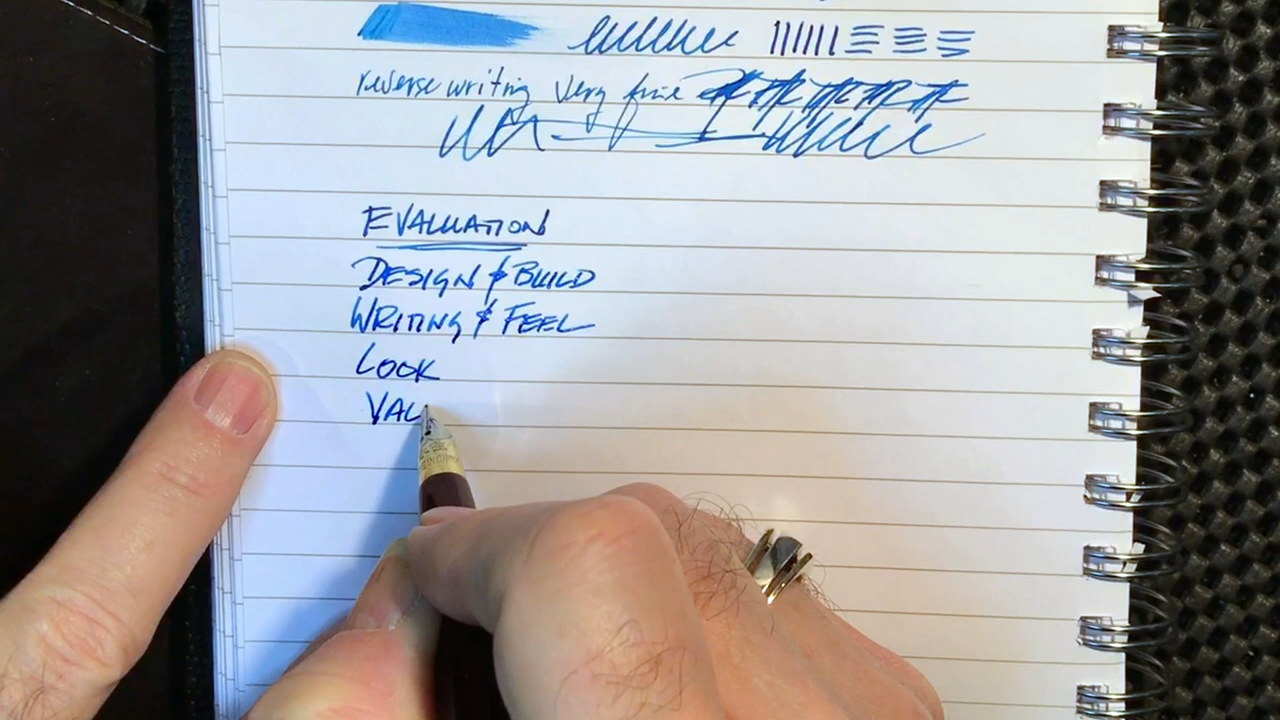 reverse writing very fine
EVALUATION
DESIGN & BUILD
WRITING & FEEL
LOOK
VAL